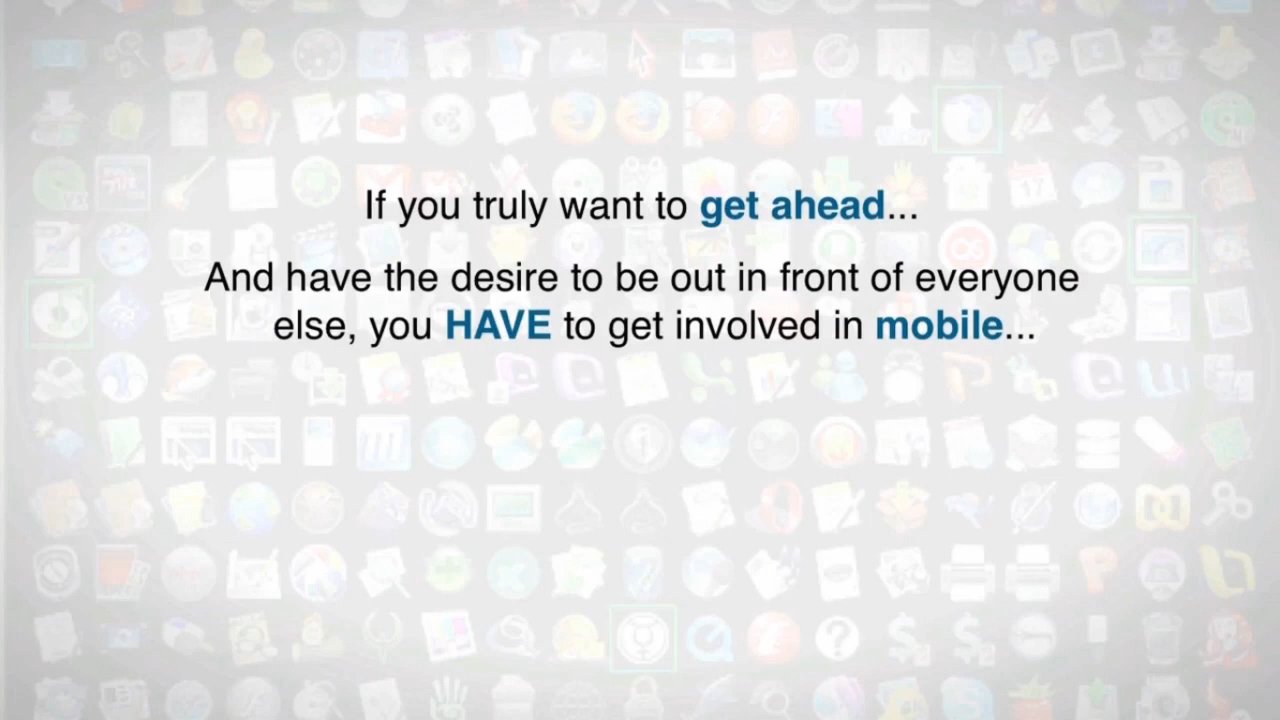 If you truly want to get ahead...
And have the desire to be out in front of everyone
else, you HAVE to get involved in mobile...